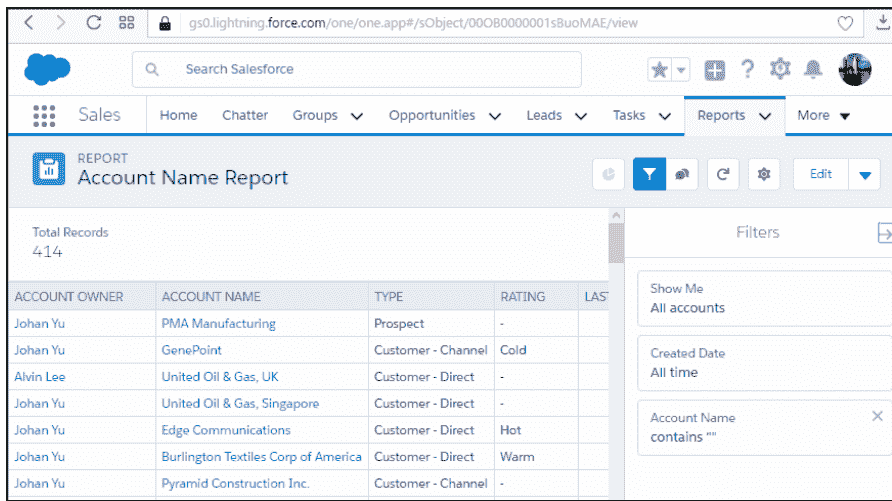 gs0.lightning.force.com/one/one.app#/sObject/00OB0000001sBuoMAE/view
Search Salesforce
Sales Home Chatter Groups Opportunities Leads Tasks Reports More
REPORT
Account Name Report
Edit
Total Records
414
Filters
ACCOUNT OWNER ACCOUNT NAME TYPE RATING LAS
Johan Yu PMA Manufacturing Prospect -
Johan Yu GenePoint Customer - Channel Cold
Alvin Lee United Oil & Gas, UK Customer - Direct -
Johan Yu United Oil & Gas, Singapore Customer - Direct -
Johan Yu Edge Communications Customer - Direct Hot
Johan Yu Burlington Textiles Corp of America Customer - Direct Warm
Johan Yu Pyramid Construction Inc. Customer - Channel -
Show Me
All accounts
Created Date
All time
Account Name
contains ""